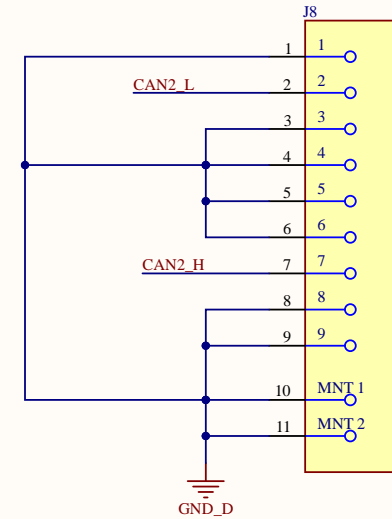 J8
1 1
CAN2_L 2 2
3 3
4 4
5 5
6 6
CAN2_H 7 7
8 8
9 9
10 MNT 1
11 MNT 2
GND_D